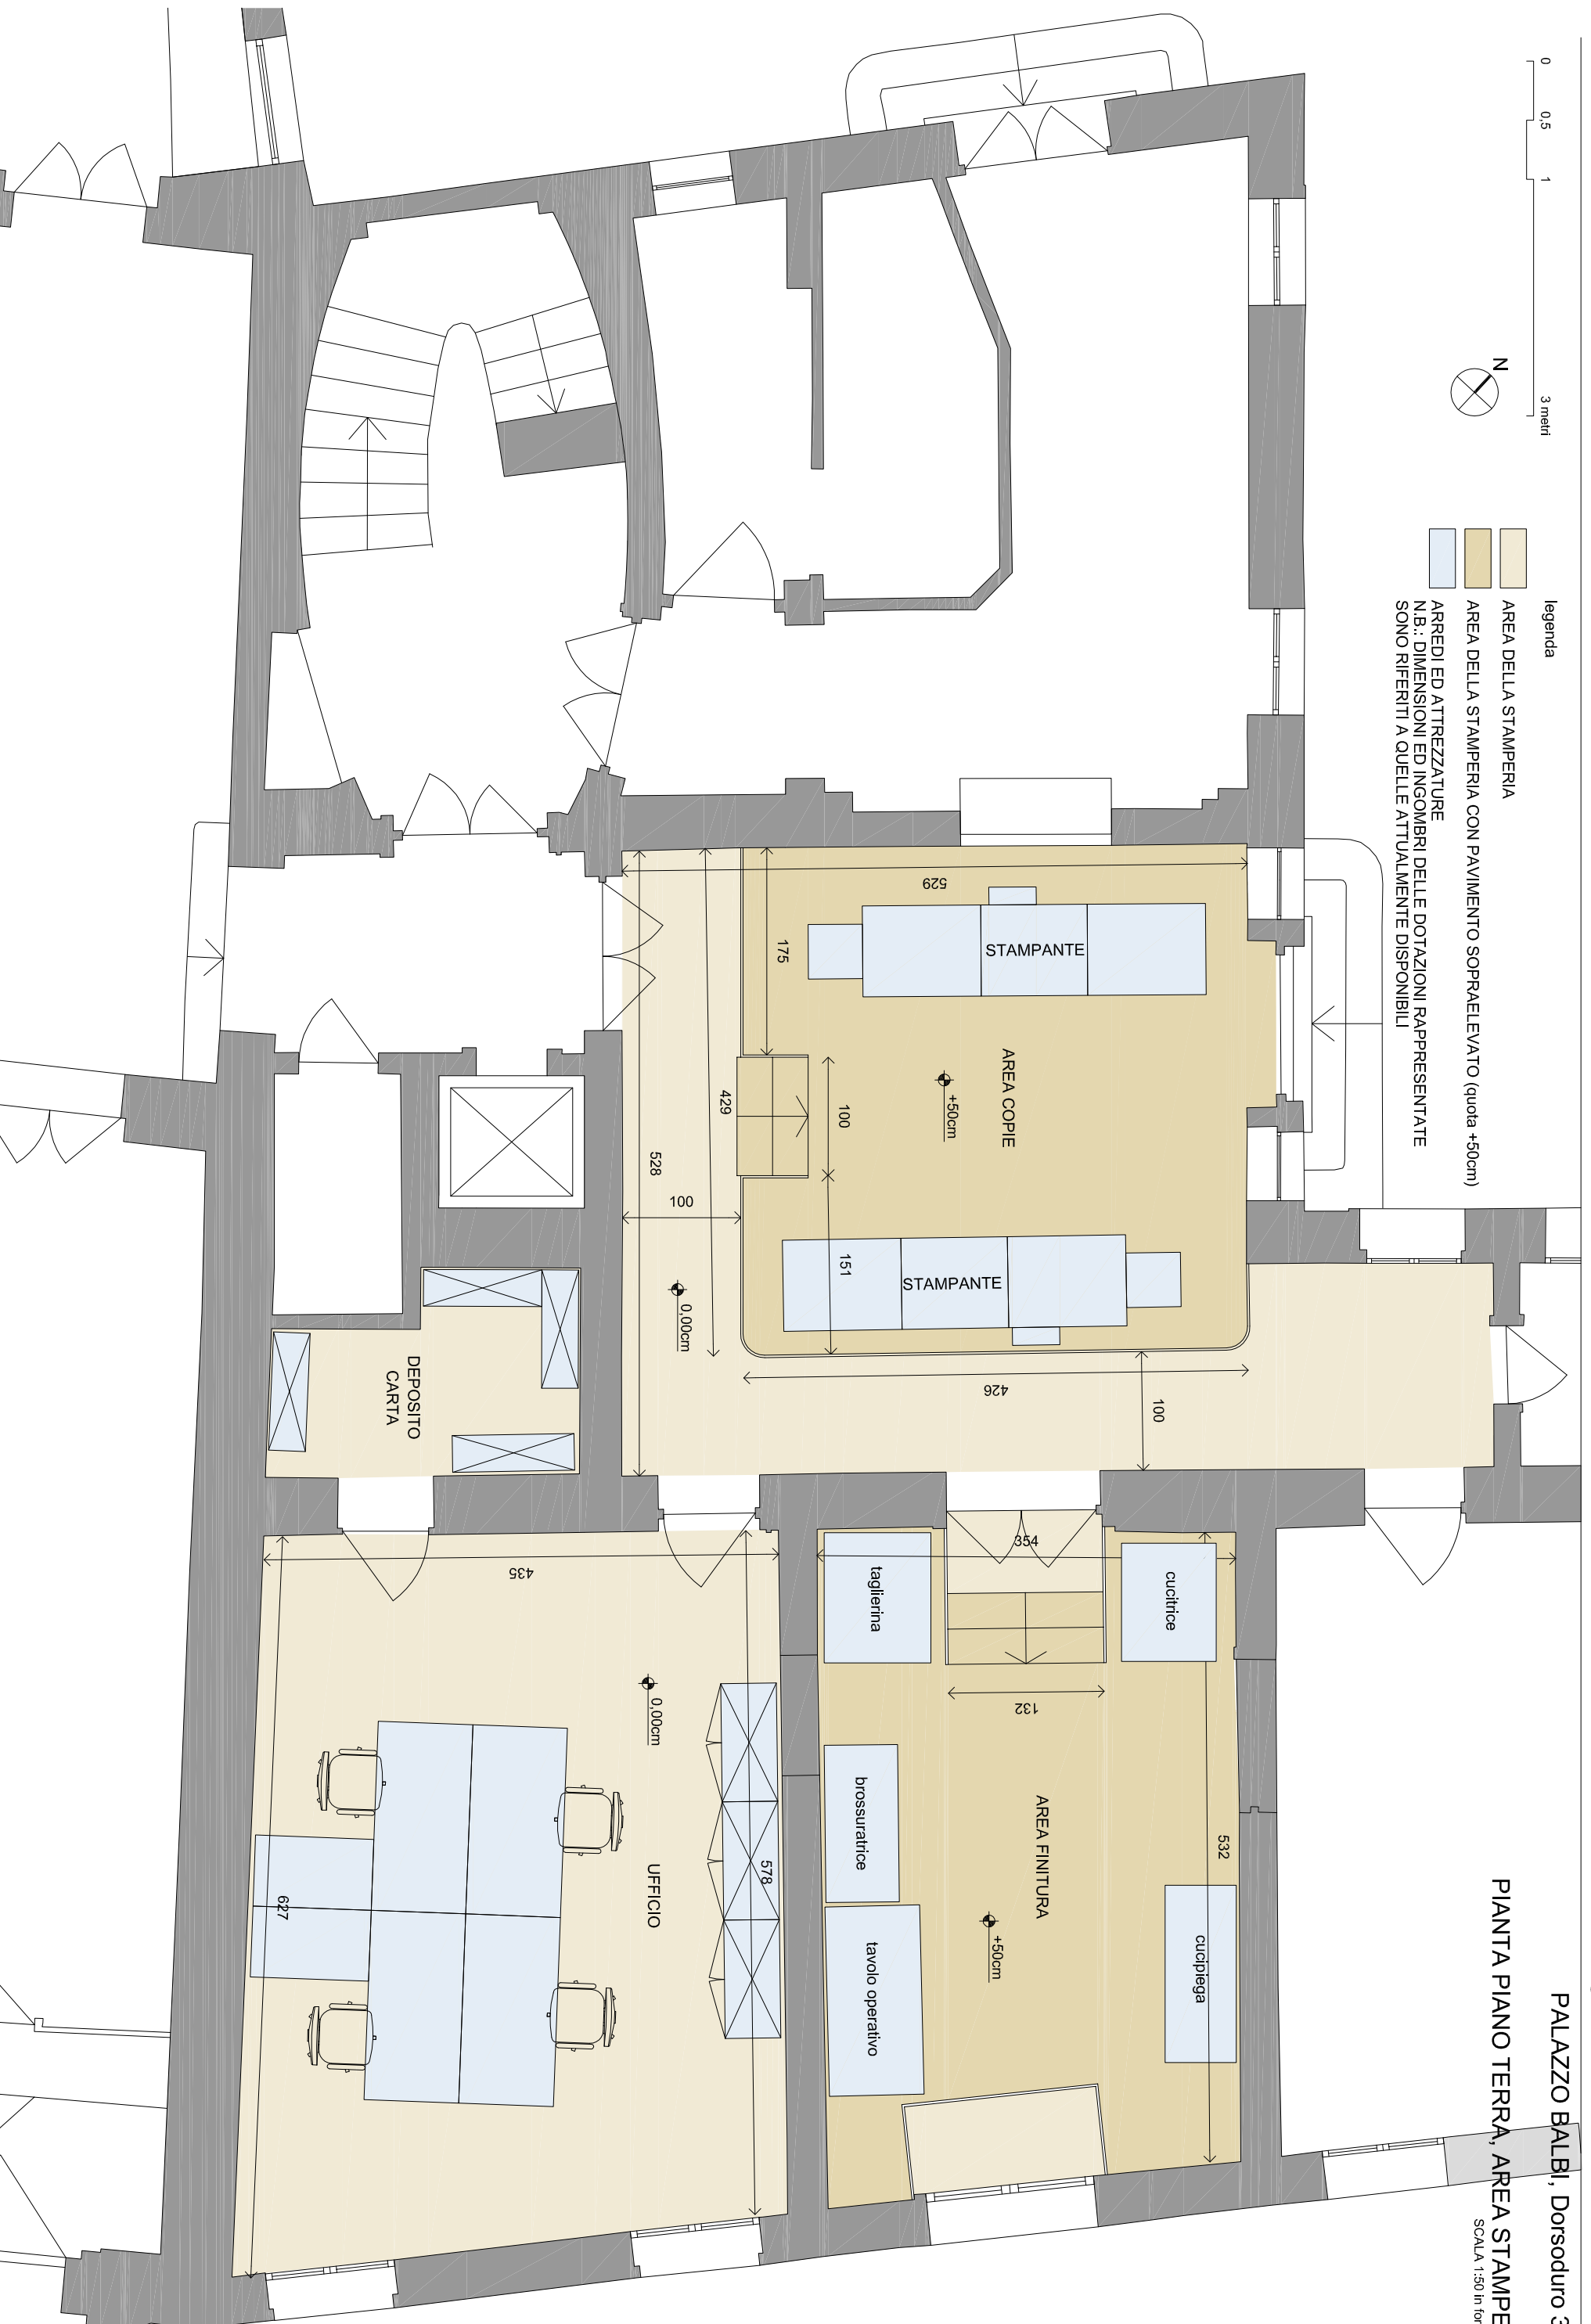 PALAZZO BALBI, Dorsoduro
PIANTA PIANO TERRA, AREA
SCALA 1:50 in
0 0,5 1 3 metri
N
legenda
AREA DELLA STAMPERIA
AREA DELLA STAMPERIA CON PAVIMENTO SOPRAELEVATO (quota +50cm)
ARREDI ED ATTREZZATURE
N.B.: DIMENSIONI ED INGOMBRI DELLE DOTAZIONI RAPPRESENTATE
SONO RIFERITI A QUELLE ATTUALMENTE DISPONIBILI
529
STAMPANTE
175
AREA COPIE
+50cm
100
429
528
100
151
STAMPANTE
0,00cm
426
100
DEPOSITO
CARTA
354
cucitrice
taglierina
132
532
AREA FINITURA
brossuratrice
+50cm
cucipiega
tavolo operativo
435
0,00cm
578
UFFICIO
627